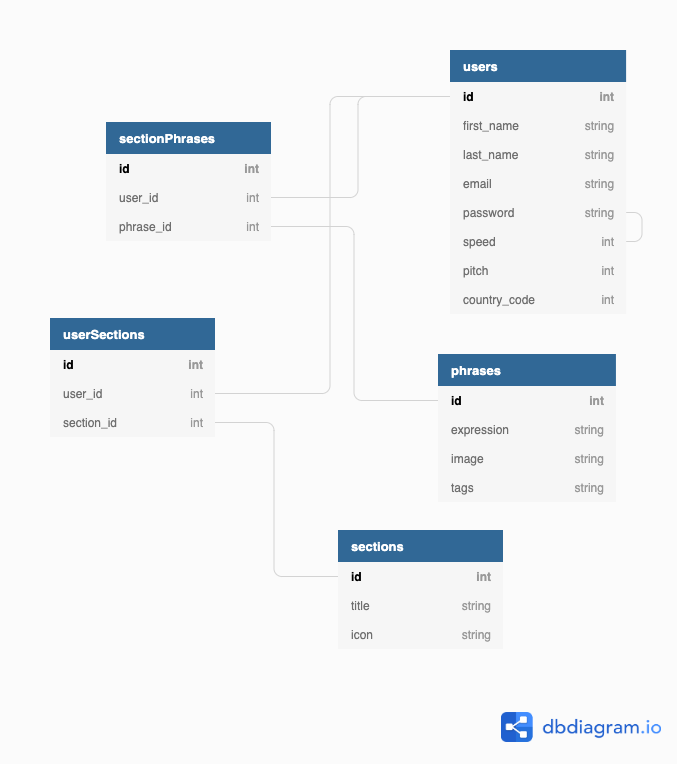 users
id int
first_name string
last_name string
email string
password string
speed int
pitch int
country_code int
sectionPhrases
id int
user_id int
phrase_id int
userSections
id int
user_id int
section_id int
phrases
id int
expression string
image string
tags string
sections
id int
title string
icon string
dbdiagram.io